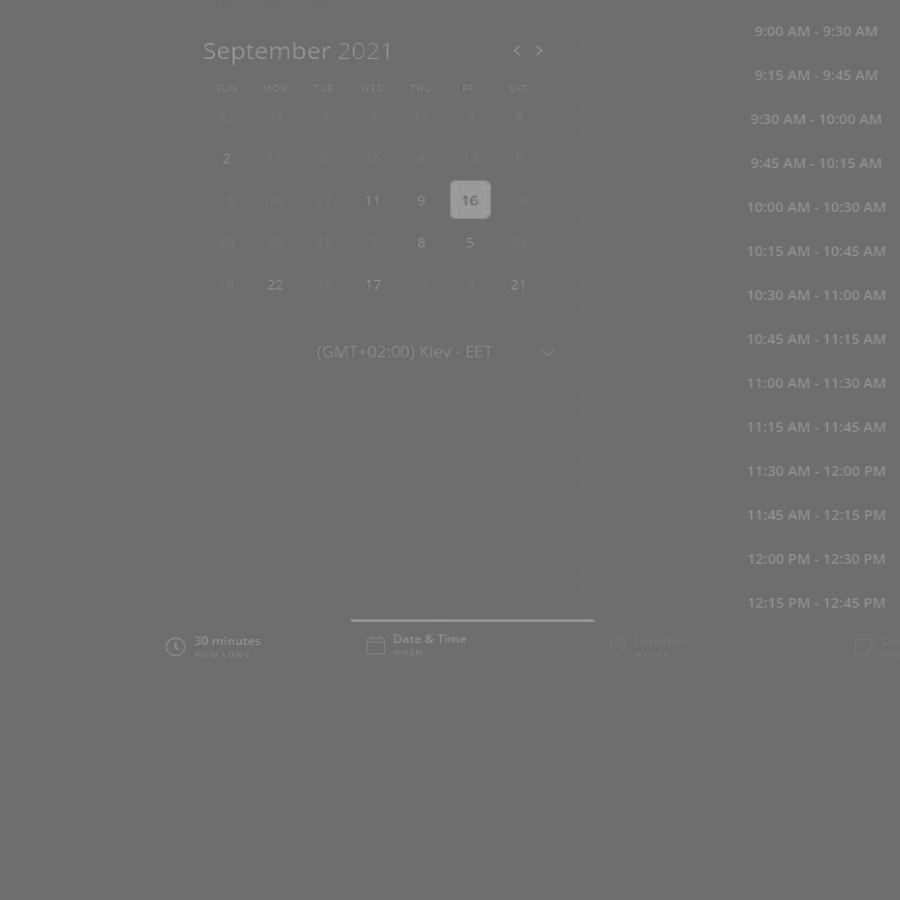 September 2021
SUN MON TUE WED THU FRI SAT
22 31 3 8 12 2 8
2 11 3 16 4 13 9
18 16 27 11 9 16 16
29 26 15 1 8 5 24
13 22 16 17 21 9 21
(GMT+02:00) Kiev - EET
9:00 AM - 9:30 AM
9:15 AM - 9:45 AM
9:30 AM - 10:00 AM
9:45 AM - 10:15 AM
10:00 AM - 10:30 AM
10:15 AM - 10:45 AM
10:30 AM - 11:00 AM
10:45 AM - 11:15 AM
11:00 AM - 11:30 AM
11:15 AM - 11:45 AM
11:30 AM - 12:00 PM
11:45 AM - 12:15 PM
12:00 PM - 12:30 PM
12:15 PM - 12:45 PM
30 minutes
HOW LONG
Date & Time
WHEN
Location
WHERE